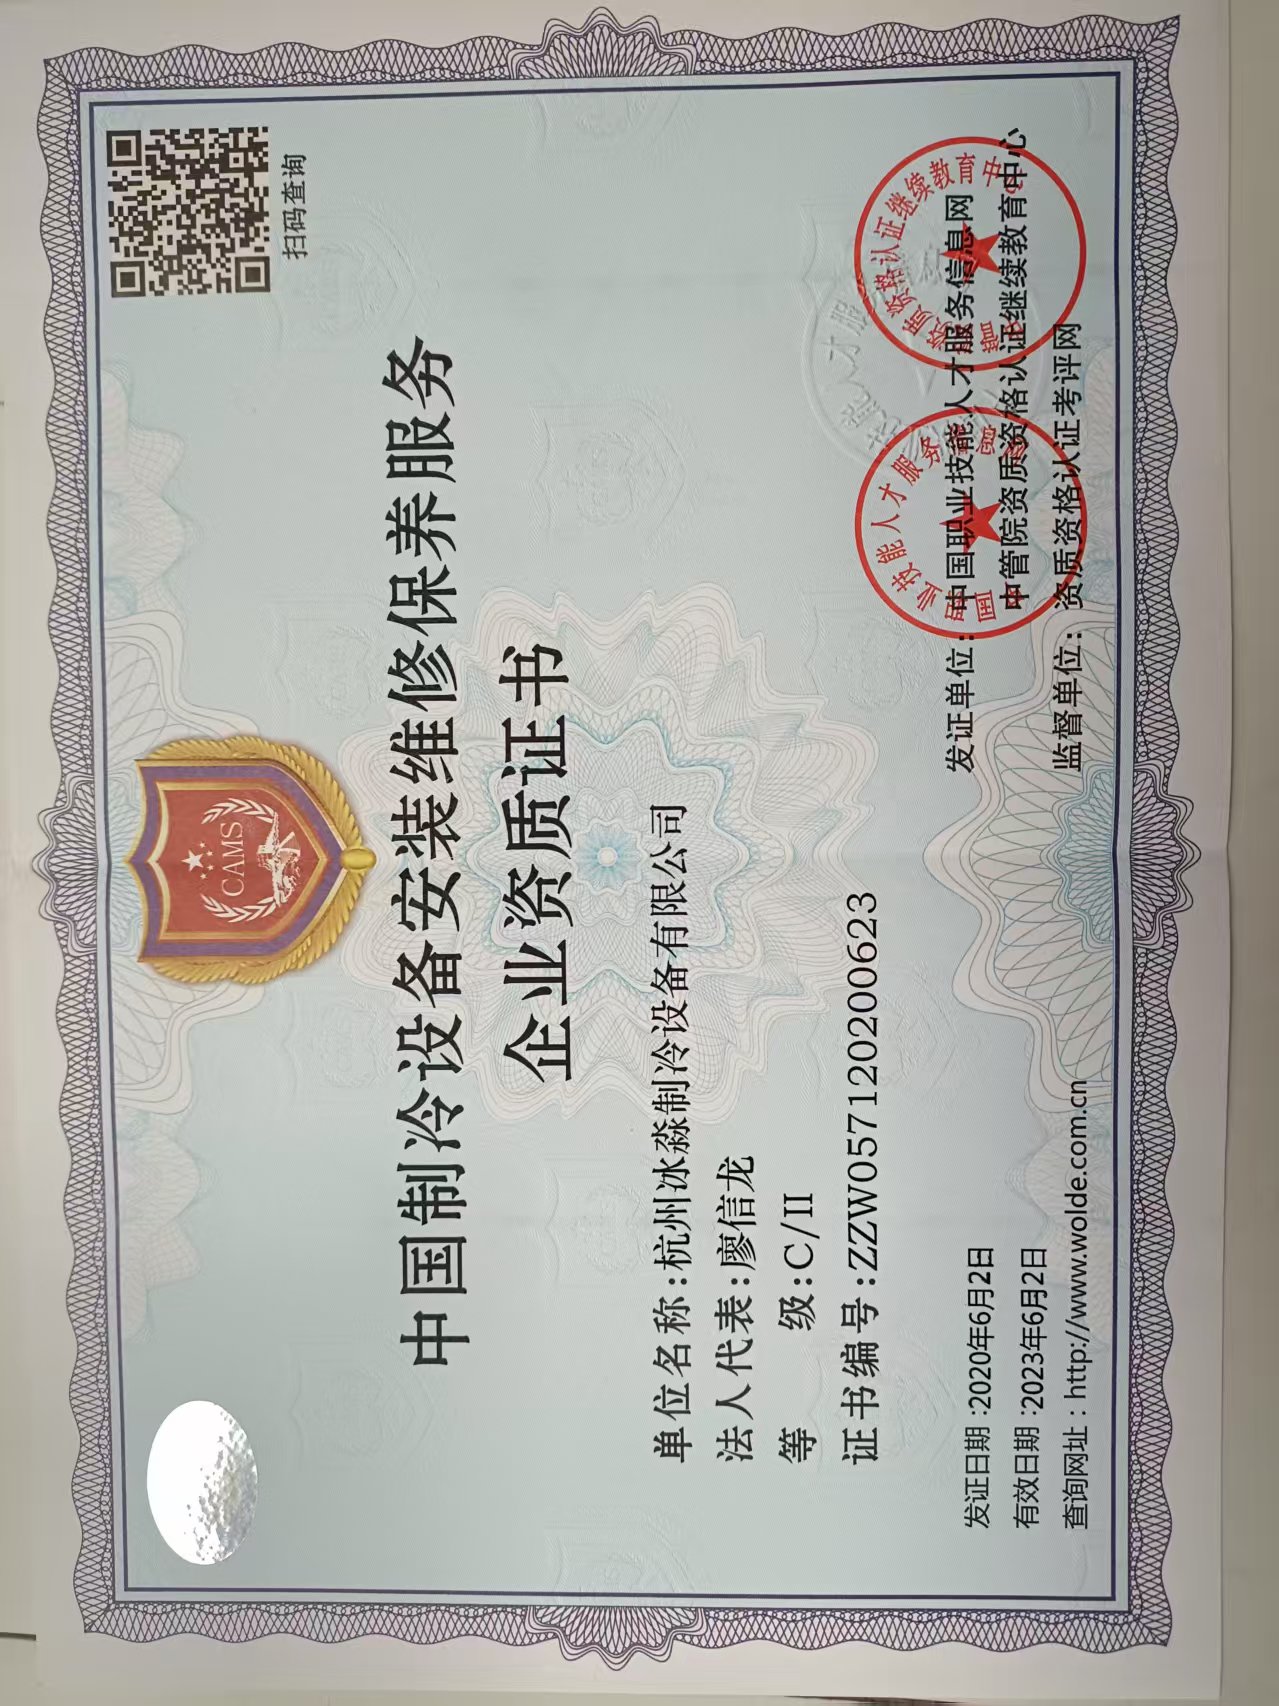 扫码查询
CAMS
中国制冷设备安装维修保养服务
企业资质证书
单位名称:杭州冰淼制冷设备有限公司
法人代表:廖信龙
等 级:C/II
证书编号:ZZW05712020200623
发证日期:2020年6月2日
有效日期:2023年6月2日
查询网址:http://www.wolde.com.cn
发证单位:中国职业技能人才服务信息网
中管院资质资格认证继续教育中心
监督单位:资质资格认证考评网